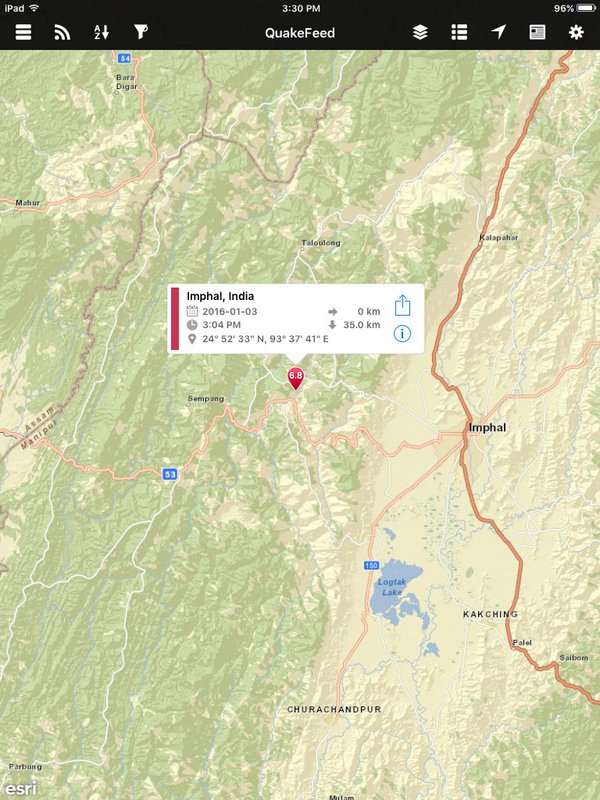 iPad
3:30 PM
96%
QuakeFeed
54
Bara
Digar
Mahur
Taloulong
Kalapahar
Imphal, India
2016-01-03
0 km
3:04 PM
35.0 km
24° 52' 33" N, 93° 37' 41" E
6.8
Sempang
Assam
Manipur
Imphal
53
150
Logtak
Lake
KAKCHING
Palel
Saibom
CHURACHANDPUR
Parbung
esri
Mulam